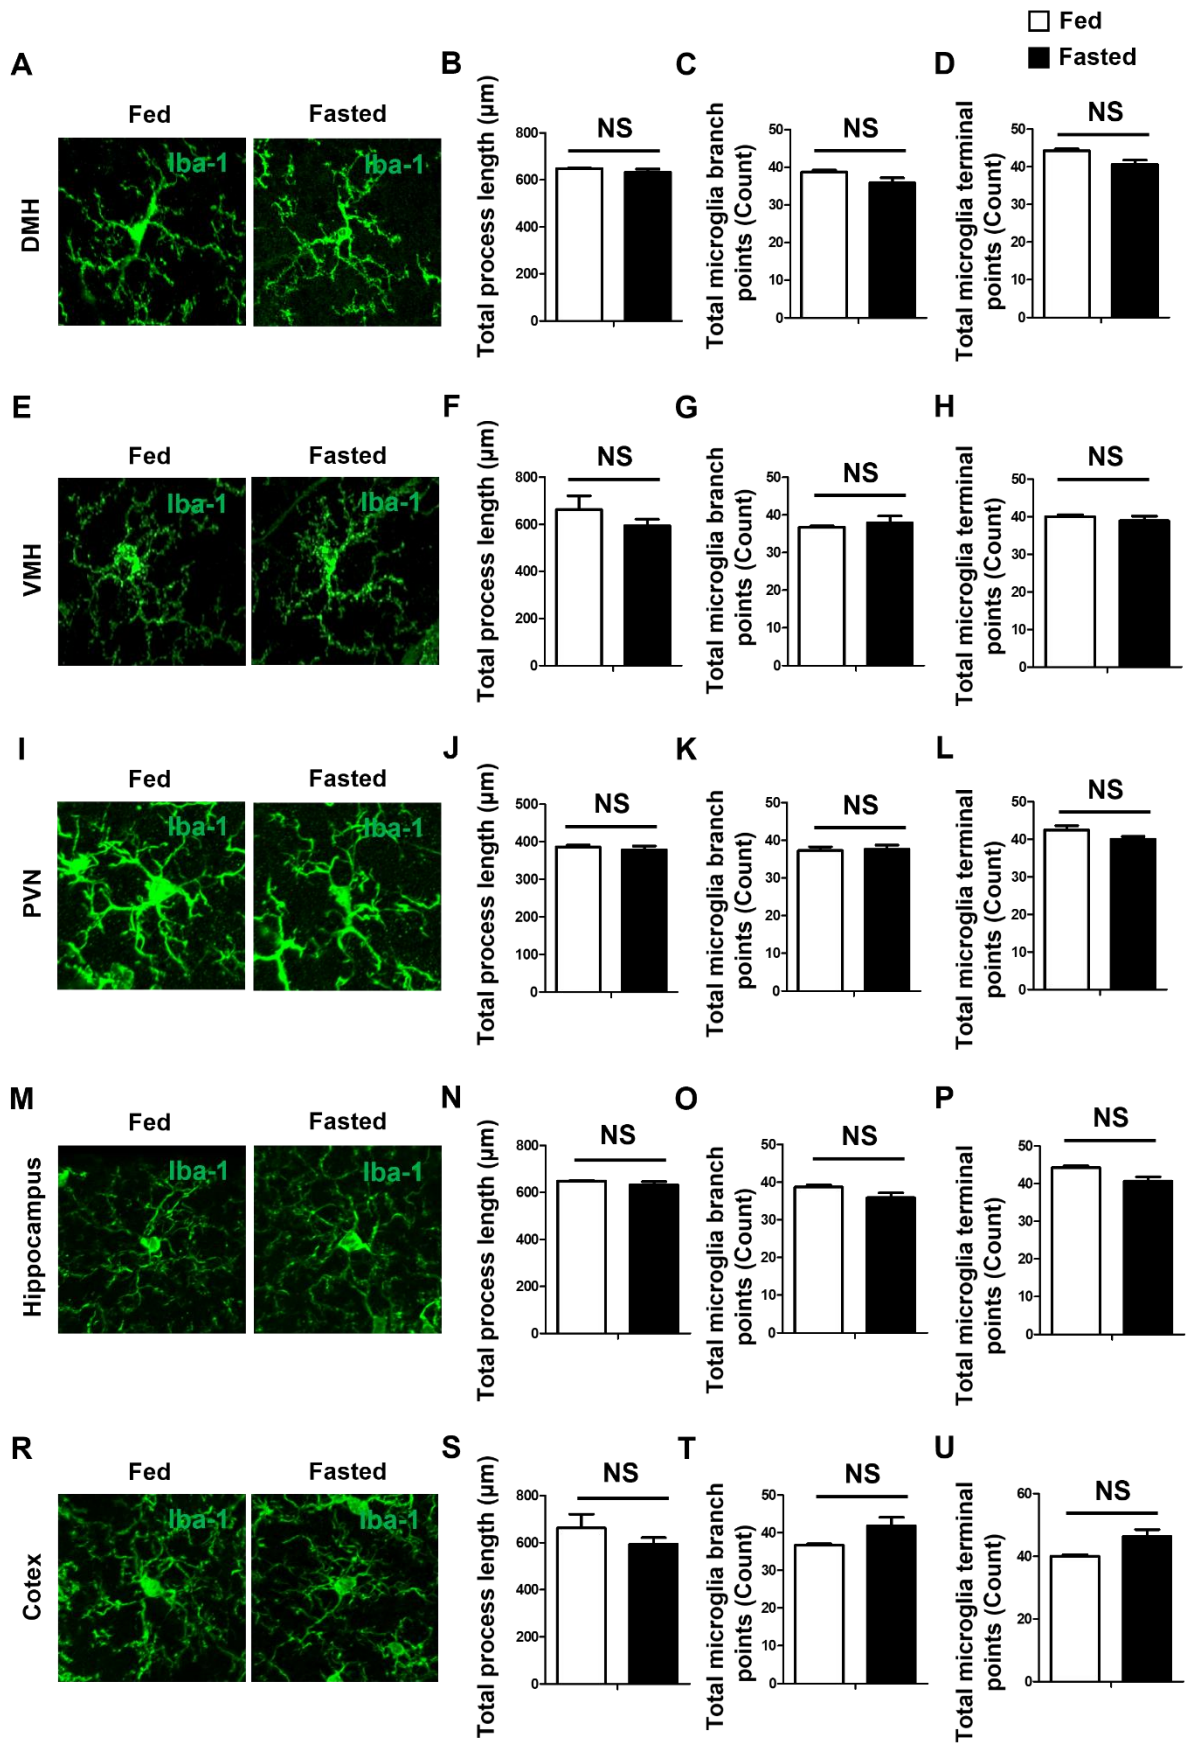 Fed
Fasted
A
B
C
D
Fed
Fasted
DMH
Iba-1
Iba-1
Total process length (µm)
800
600
400
200
0
NS
Total microglia branch
points (Count)
50
40
30
20
10
0
NS
Total microglia terminal
points (Count)
50
40
30
20
10
0
NS
E
F
G
H
Fed
Fasted
VMH
Iba-1
Iba-1
Total process length (µm)
800
600
400
200
0
NS
Total microglia branch
points (Count)
50
40
30
20
10
0
NS
Total microglia terminal
points (Count)
50
40
30
20
10
0
NS
I
J
K
L
Fed
Fasted
PVN
Iba-1
Iba-1
Total process length (µm)
500
400
300
200
100
0
NS
Total microglia branch
points (Count)
50
40
30
20
10
0
NS
Total microglia terminal
points (Count)
50
40
30
20
10
0
NS
M
N
O
P
Fed
Fasted
Hippocampus
Iba-1
Iba-1
Total process length (µm)
800
600
400
200
0
NS
Total microglia branch
points (Count)
50
40
30
20
10
0
NS
Total microglia terminal
points (Count)
50
40
30
20
10
0
NS
R
S
T
U
Fed
Fasted
Cotex
Iba-1
Iba-1
Total process length (µm)
800
600
400
200
0
NS
Total microglia branch
points (Count)
50
40
30
20
10
0
NS
Total microglia terminal
points (Count)
60
40
20
0
NS